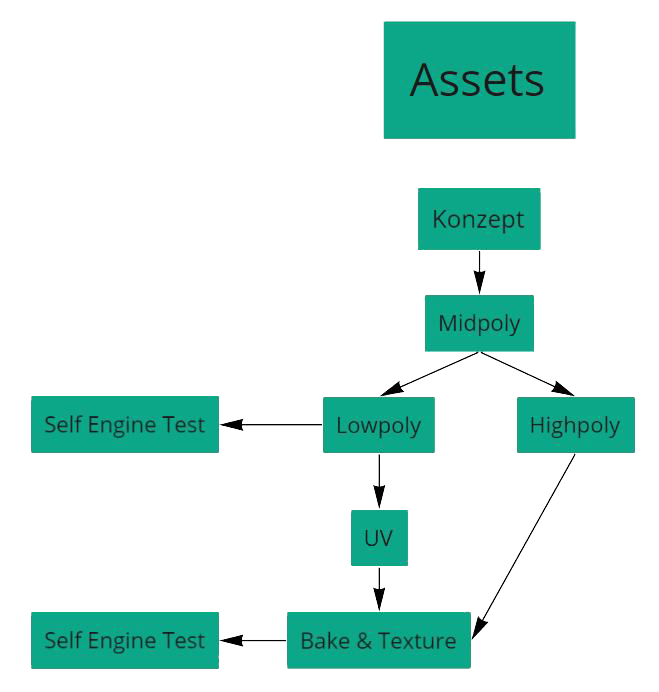 Assets
Konzept
Midpoly
Self Engine Test
Lowpoly
Highpoly
UV
Self Engine Test
Bake & Texture